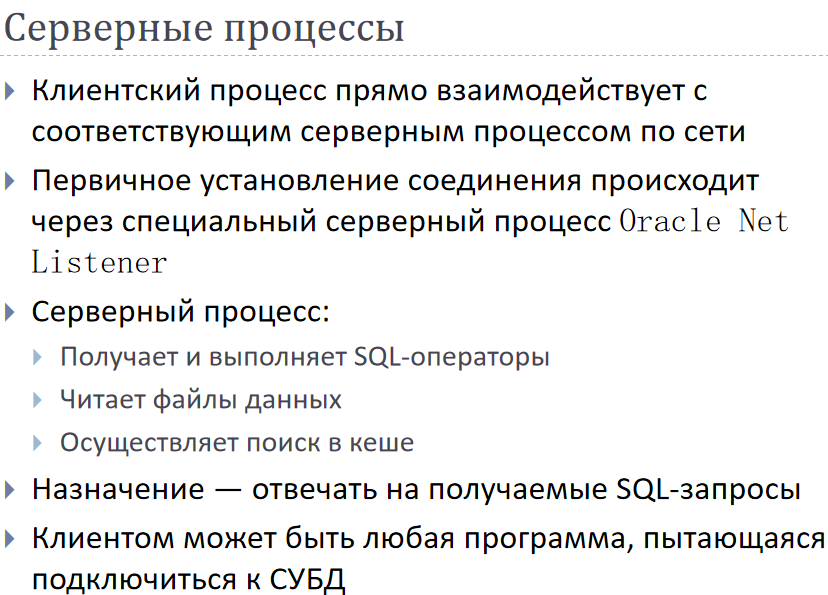 Серверные процессы
Клиентский процесс прямо взаимодействует с
соответствующим серверным процессом по сети
Первичное установление соединения происходит
через специальный серверный процесс Oracle Net
Listener
Серверный процесс:
Получает и выполняет SQL-операторы
Читает файлы данных
Осуществляет поиск в кеше
Назначение — отвечать на получаемые SQL-запросы
Клиентом может быть любая программа, пытающаяся
подключиться к СУБД